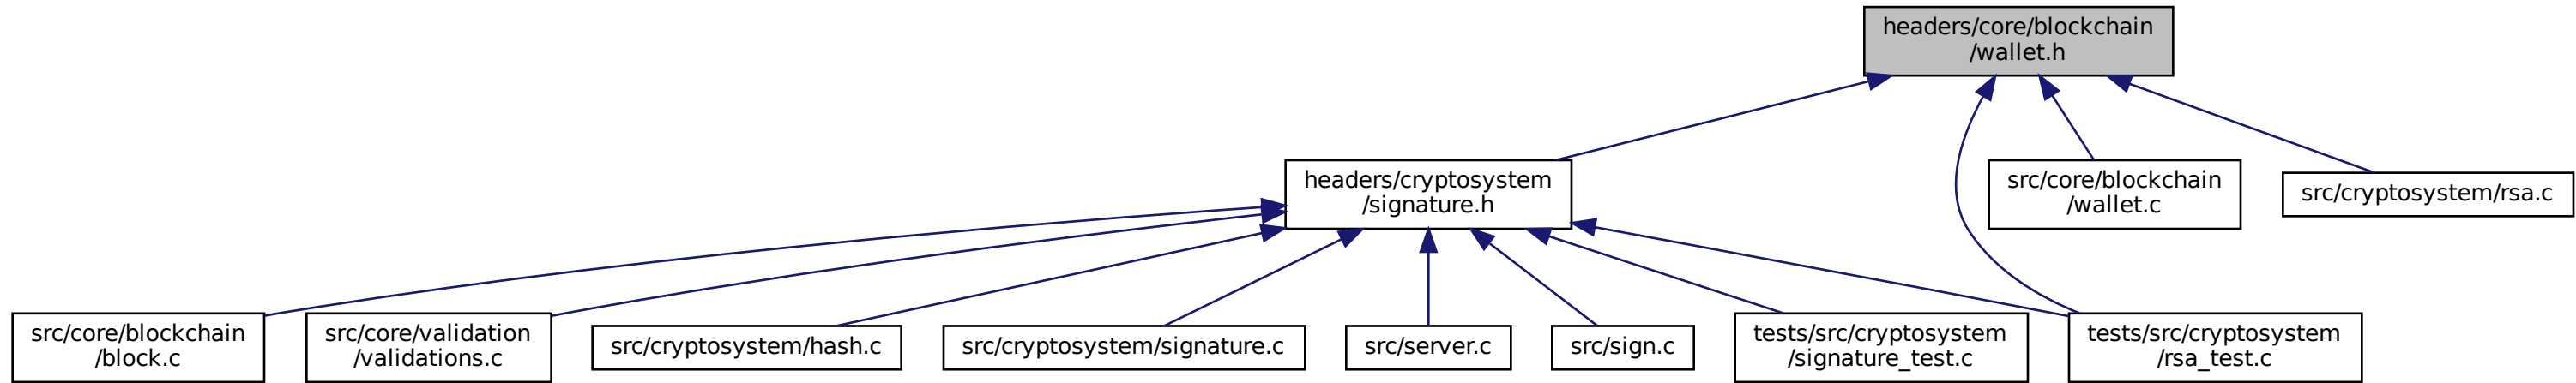 headers/core/blockchain
/wallet.h
headers/cryptosystem
/signature.h
src/core/blockchain
/wallet.c
src/cryptosystem/rsa.c
src/core/blockchain
/block.c
src/core/validation
/validations.c
src/cryptosystem/hash.c
src/cryptosystem/signature.c
src/server.c
src/sign.c
tests/src/cryptosystem
/signature_test.c
tests/src/cryptosystem
/rsa_test.c